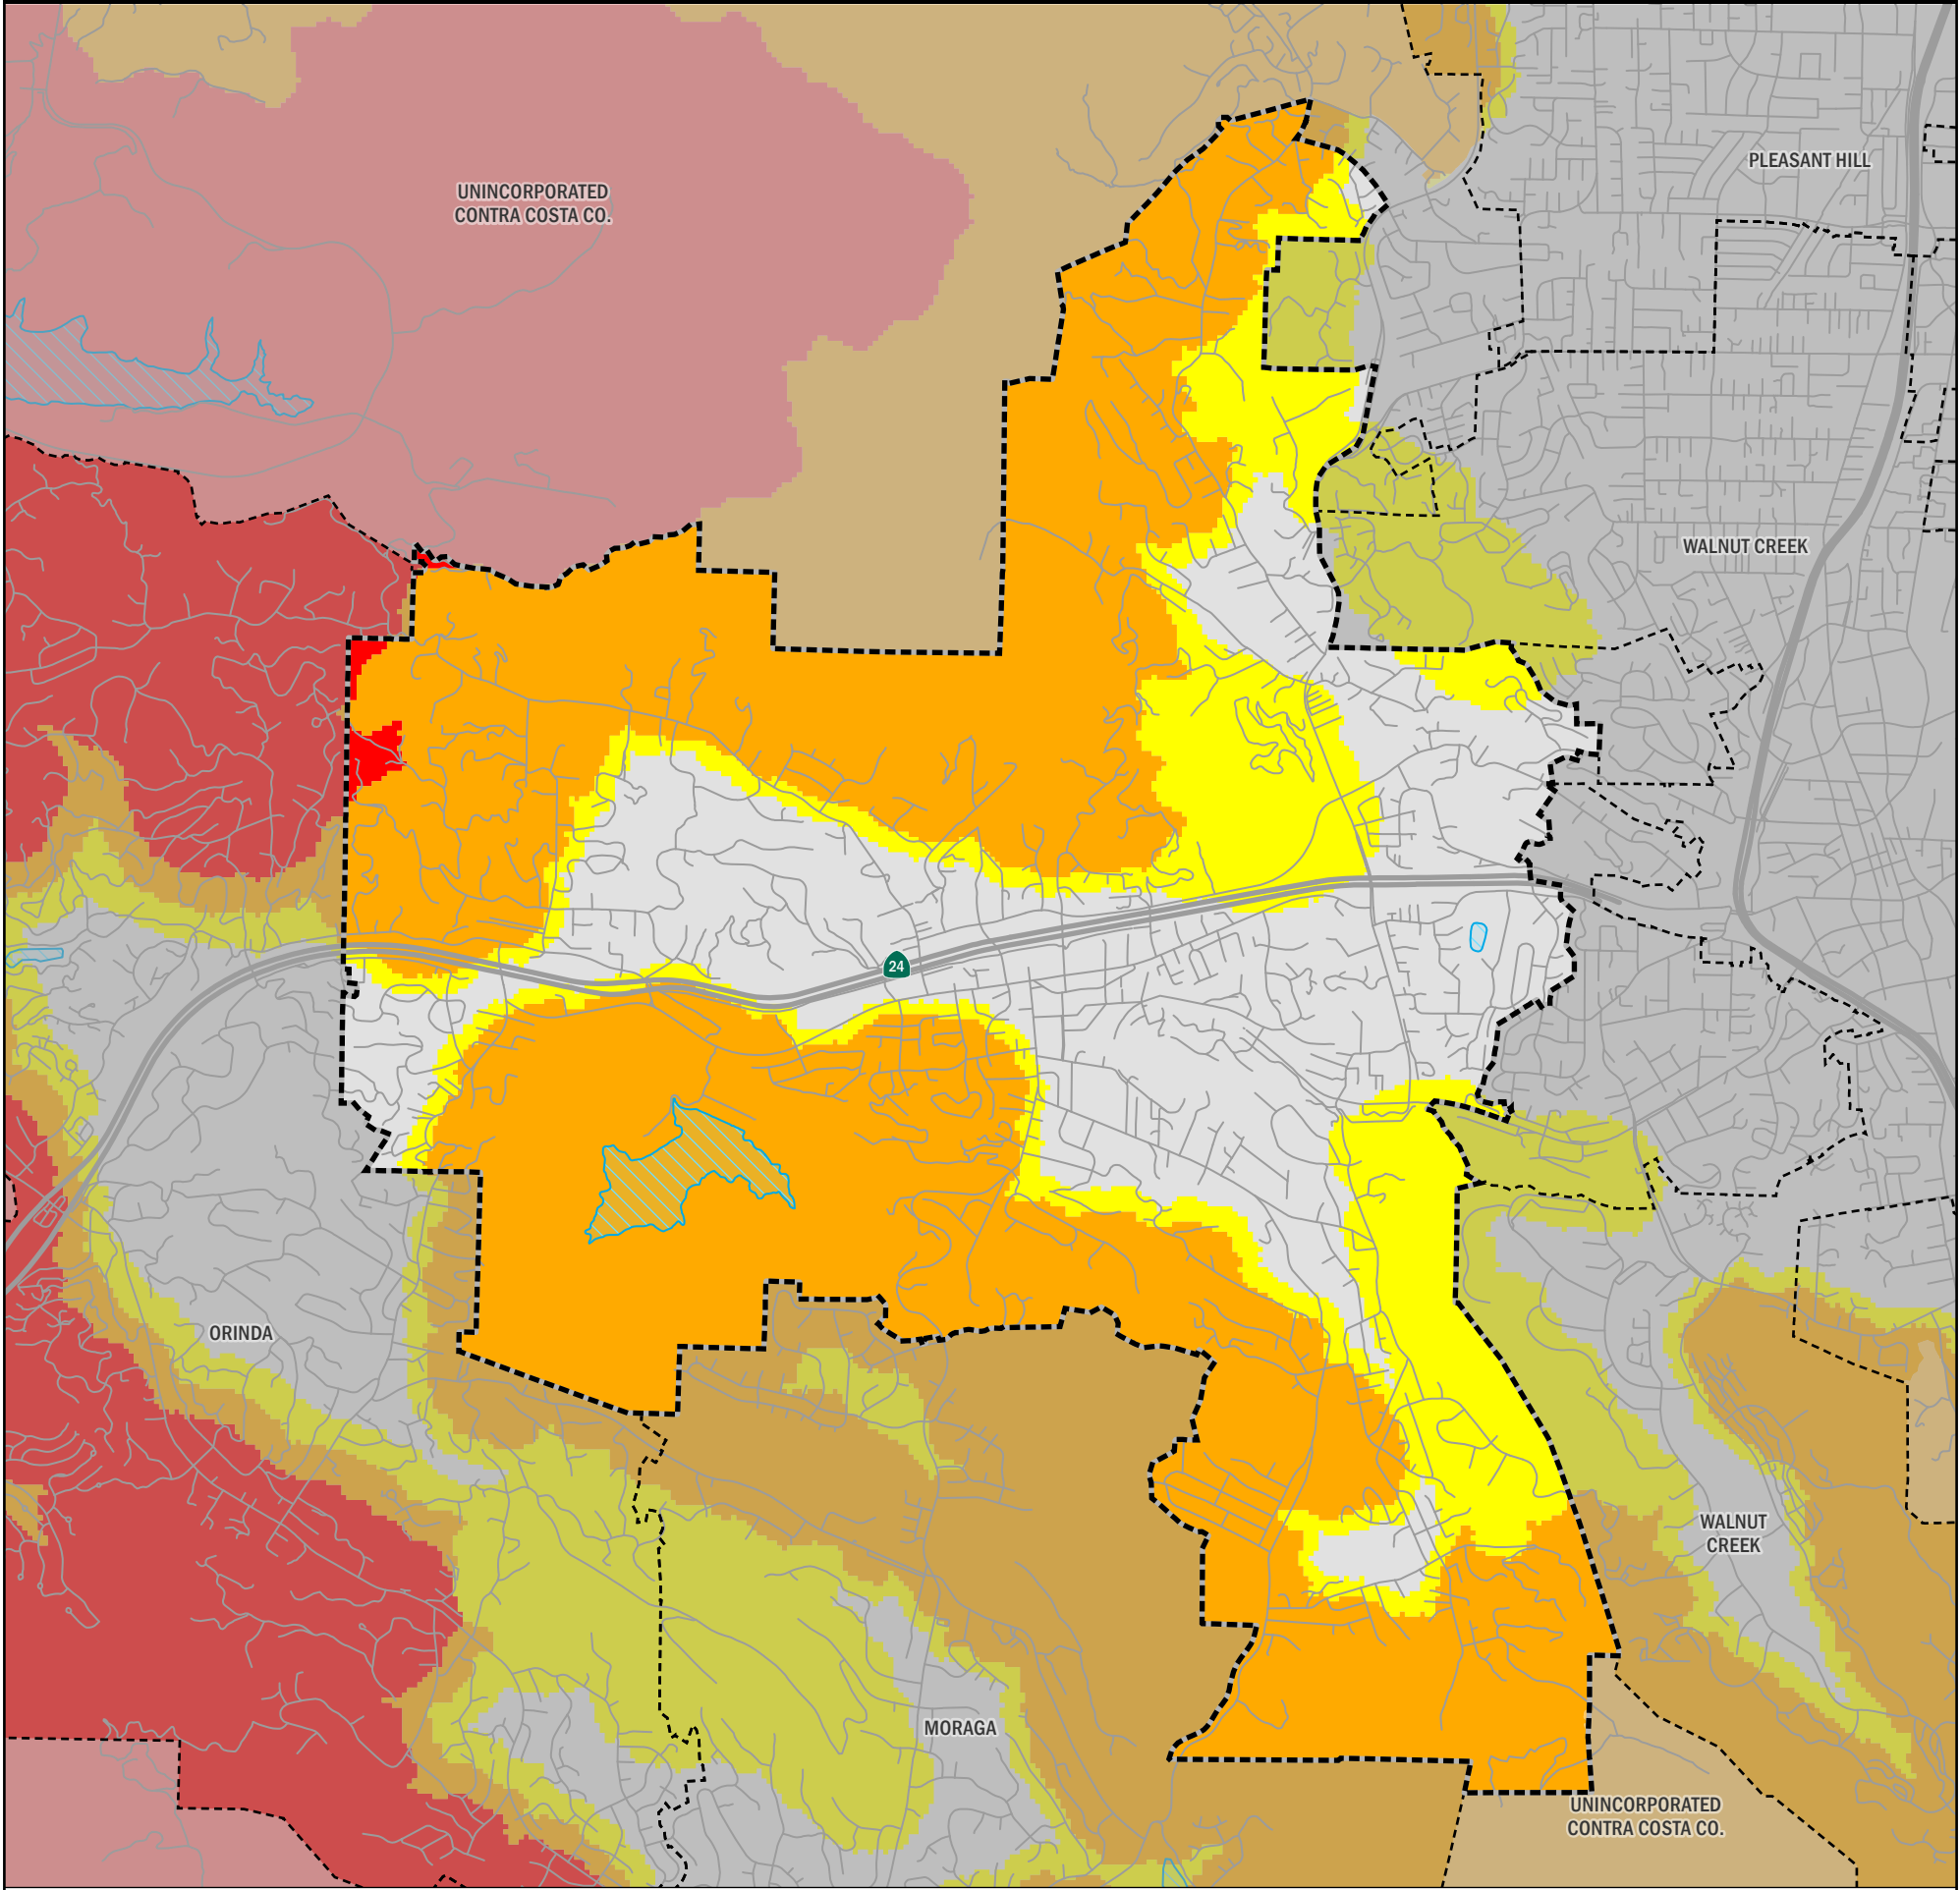 PLEASANT HILL
UNINCORPORATED
CONTRA COSTA CO.
WALNUT CREEK
24
ORINDA
WALNUT
CREEK
MORAGA
UNINCORPORATED
CONTRA COSTA CO.